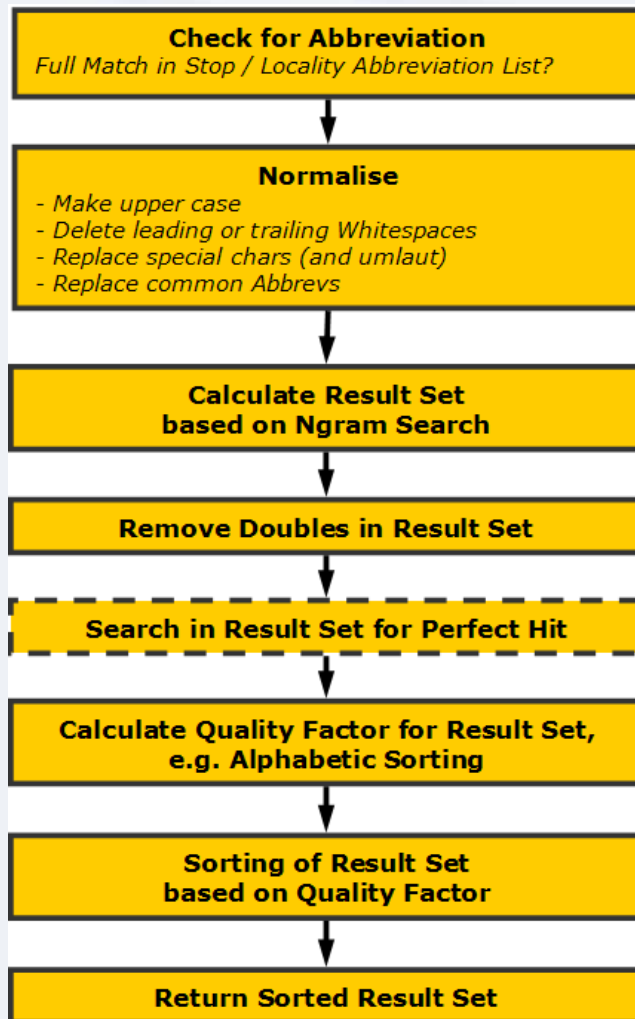 Check for Abbreviation
Full Match in Stop / Locality Abbreviation List?
Normalise
- Make upper case
- Delete leading or trailing Whitespaces
- Replace special chars (and umlaut)
- Replace common Abbrevs
Calculate Result Set
based on Ngram Search
Remove Doubles in Result Set
Search in Result Set for Perfect Hit
Calculate Quality Factor for Result Set,
e.g. Alphabetic Sorting
Sorting of Result Set
based on Quality Factor
Return Sorted Result Set